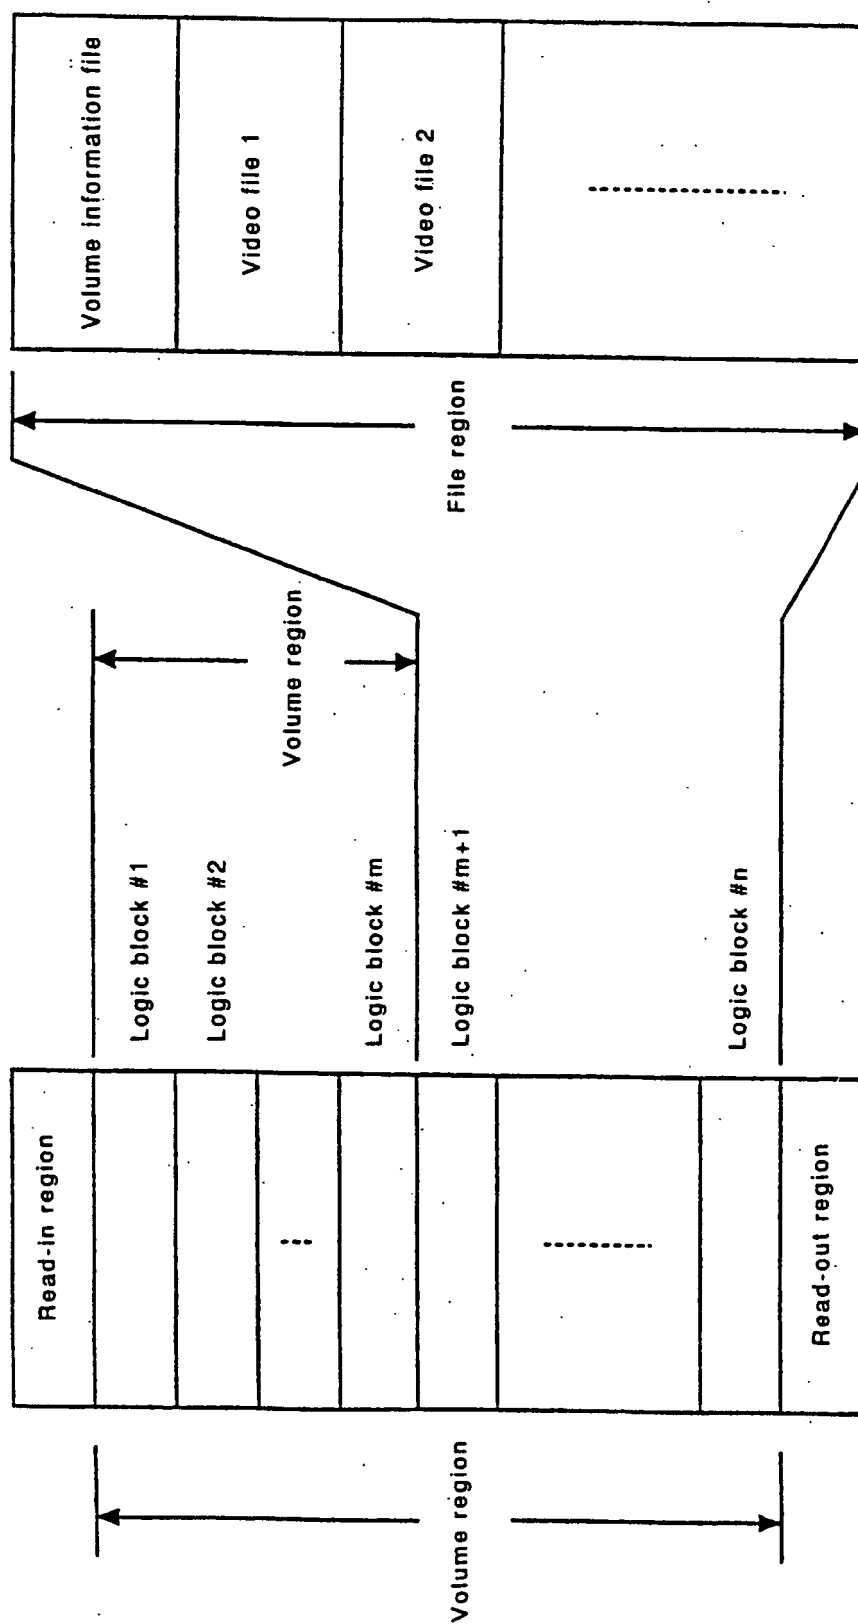 Volume region
Read-in region
Read-out region
Logic block #1
Logic block #2
Logic block #m
Logic block #m+1
Logic block #n
Volume region
File region
Volume information file
Video file 1
Video file 2